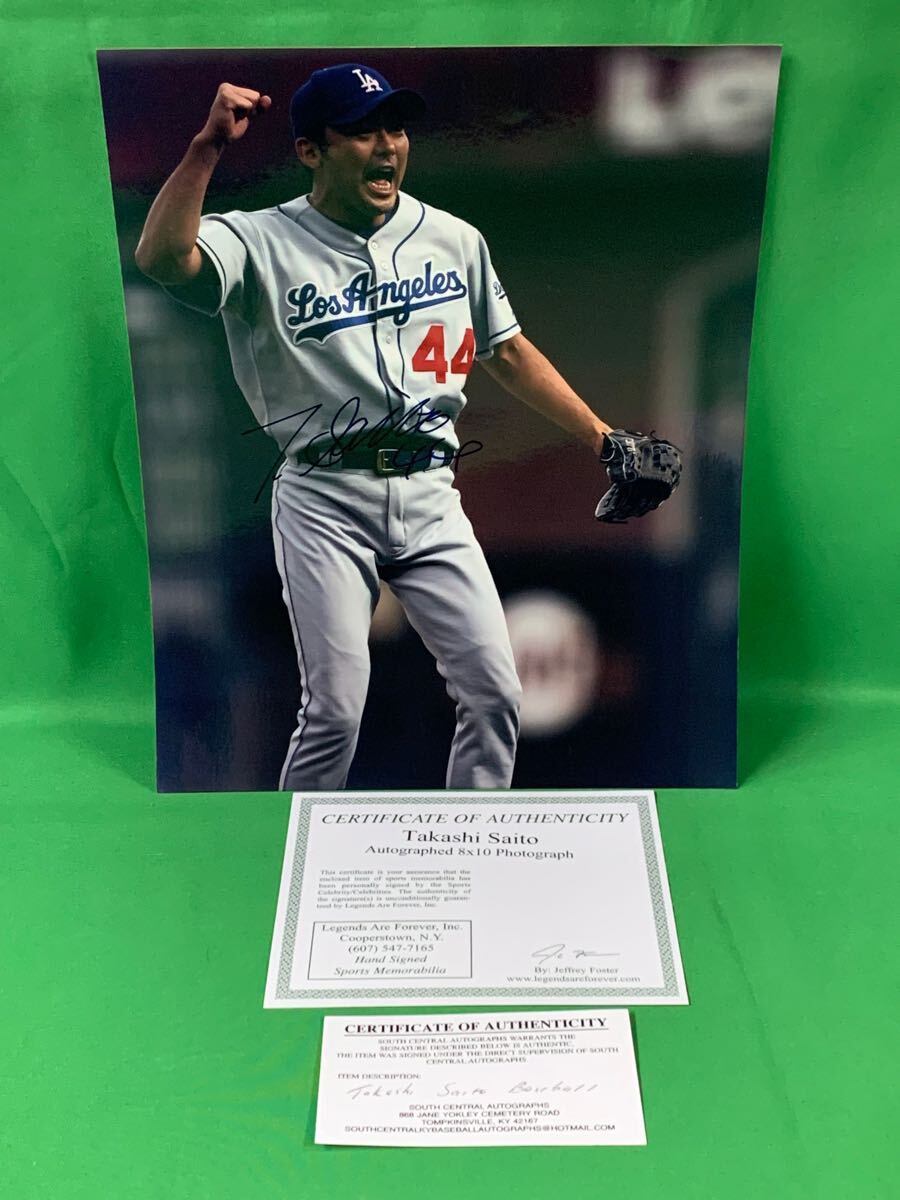 LA
Los Angeles
44
CERTIFICATE OF AUTHENTICITY
Takashi Saito
Autographed 8x10 Photograph
This certificate is your assurance that the
enclosed item of sports memorabilia has
been personally signed by the Sports
Celebrity/Celebrities. The authenticity of
the signature(s) is unconditionally guaran-
teed by Legends Are Forever, Inc.
Legends Are Forever, Inc.
Cooperstown, N.Y.
(607) 547-7165
Hand Signed
Sports Memorabilia
By: Jeffrey Foster
www.legendsareforever.com
CERTIFICATE OF AUTHENTICITY
SOUTH CENTRAL AUTOGRAPHS WARRANTS THE
SIGNATURE DESCRIBED BELOW IS AUTHENTIC.
THE ITEM WAS SIGNED UNDER THE DIRECT SUPERVISION OF SOUTH
CENTRAL AUTOGRAPHS
ITEM DESCRIPTION:
Takashi Saito Baseball
SOUTH CENTRAL AUTOGRAPHS
868 JANE YOKLEY CEMETERY ROAD
TOMPKINSVILLE, KY 42167
SOUTHCENTRALKYBASEBALLAUTOGRAPHS@HOTMAIL.COM